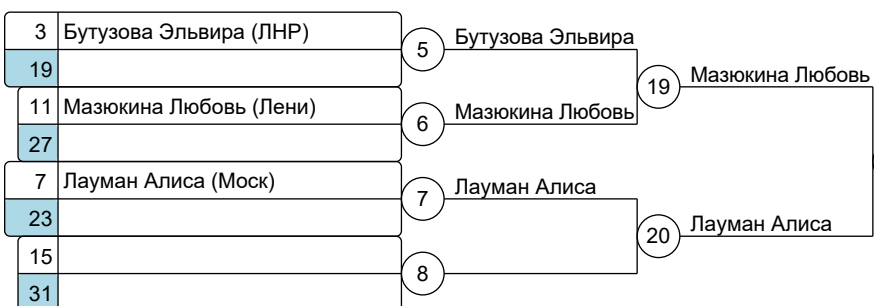 3 Бутузова Эльвира (ЛНР)
5 Бутузова Эльвира
19
19 Мазюкина Любовь
11 Мазюкина Любовь (Лени)
6 Мазюкина Любовь
27
7 Лауман Алиса (Моск)
7 Лауман Алиса
23
20 Лауман Алиса
15
8
31